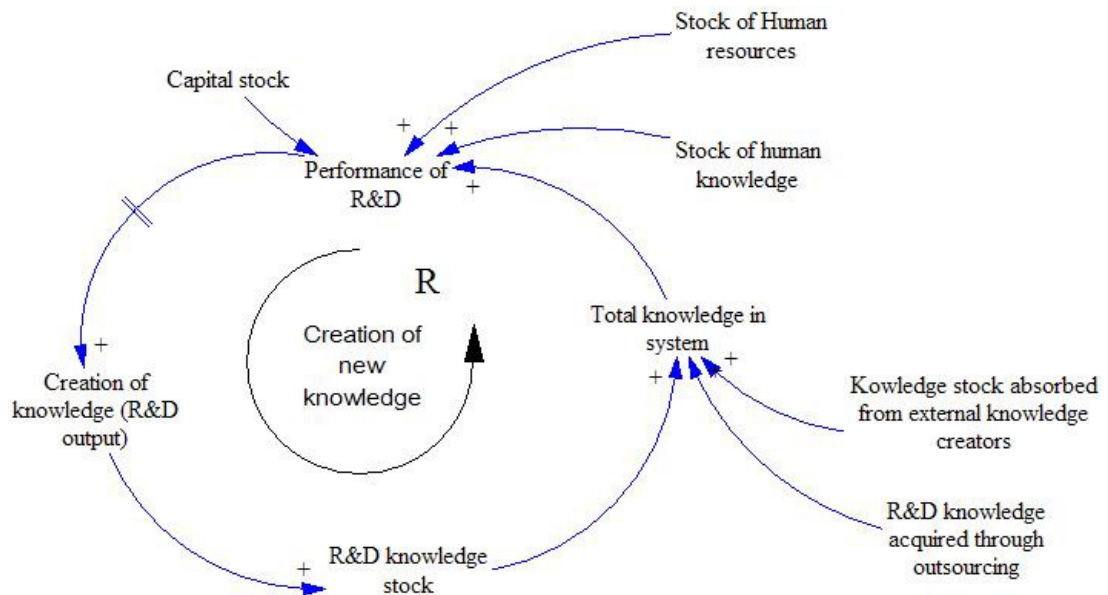 Stock of Human
resources
Capital stock
+
+
Stock of human
knowledge
Performance of
R&D
+
R
Creation of
new
knowledge
Total knowledge in
system
+
+
+
Creation of
knowledge (R&D
output)
Kowledge stock absorbed
from external knowledge
creators
R&D knowledge
acquired through
outsourcing
+
R&D knowledge
stock